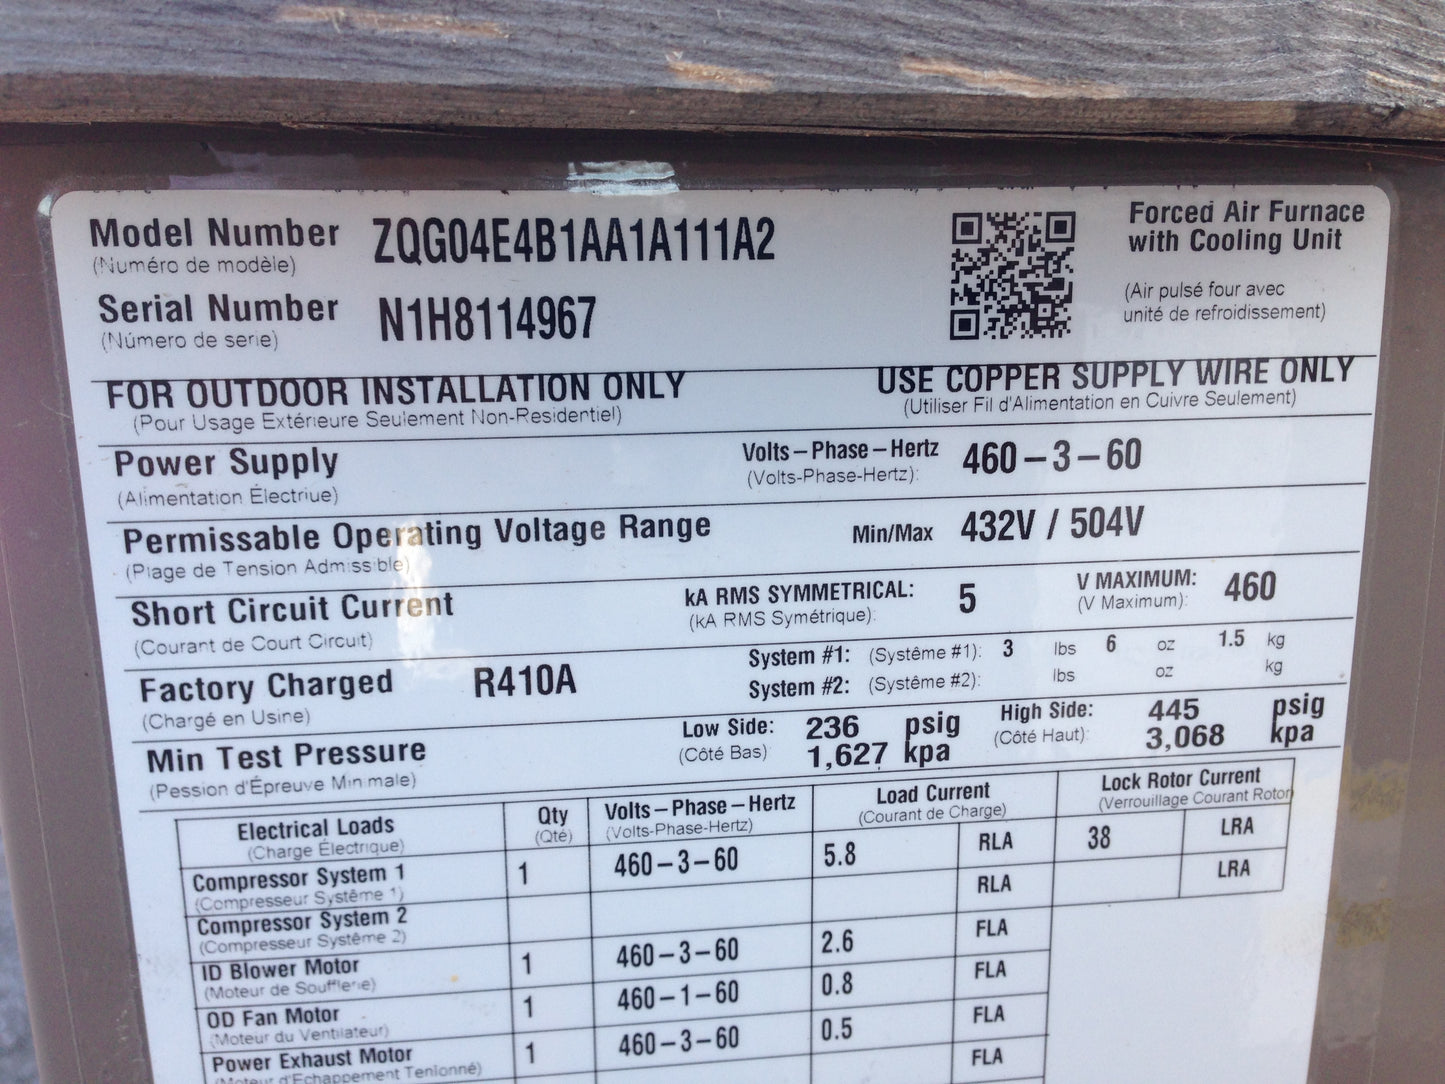 Model Number ZQG04E4B1AA1A111A2
(Numéro de modèle)
Forced Air Furnace
with Cooling Unit
Serial Number N1H8114967
(Número de serie)
(Air pulsé four avec
unité de refroidissement)
FOR OUTDOOR INSTALLATION ONLY USE COPPER SUPPLY WIRE ONLY
(Pour Usage Extérieure Seulement Non-Residentiel) (Utiliser Fil d'Alimentation en Cuivre Seulement)
Power Supply Volts-Phase-Hertz 460-3-60
(Alimentation Électriue) (Volts-Phase-Hertz):
Permissable Operating Voltage Range Min/Max 432V / 504V
(Plage de Tension Admissible)
Short Circuit Current kA RMS SYMMETRICAL: 5 V MAXIMUM: 460
(Courant de Court Circuit) (kA RMS Symétrique): (V Maximum):
Factory Charged R410A System #1: (Système #1): 3 lbs 6 oz 1.5 kg
(Chargé en Usine) System #2: (Système #2): lbs oz kg
Min Test Pressure Low Side: 236 psig High Side: 445 psig
(Pession d'Épreuve Minimale) (Côté Bas) 1,627 kpa (Côté Haut): 3,068 kpa
Electrical Loads Qty Volts-Phase-Hertz Load Current Lock Rotor Current
(Charge Électrique) (Qté) (Volts-Phase-Hertz) (Courant de Charge) (Verrouillage Courant Rotor)
Compressor System 1 1 460-3-60 5.8 RLA 38 LRA
(Compresseur Système 1)
Compressor System 2 RLA LRA
(Compresseur Système 2)
ID Blower Motor 1 460-3-60 2.6 FLA
(Moteur de Soufflerie)
OD Fan Motor 1 460-1-60 0.8 FLA
(Moteur du Ventilateur)
Power Exhaust Motor 1 460-3-60 0.5 FLA
(Moteur d'Echappement Tenlonné) FLA